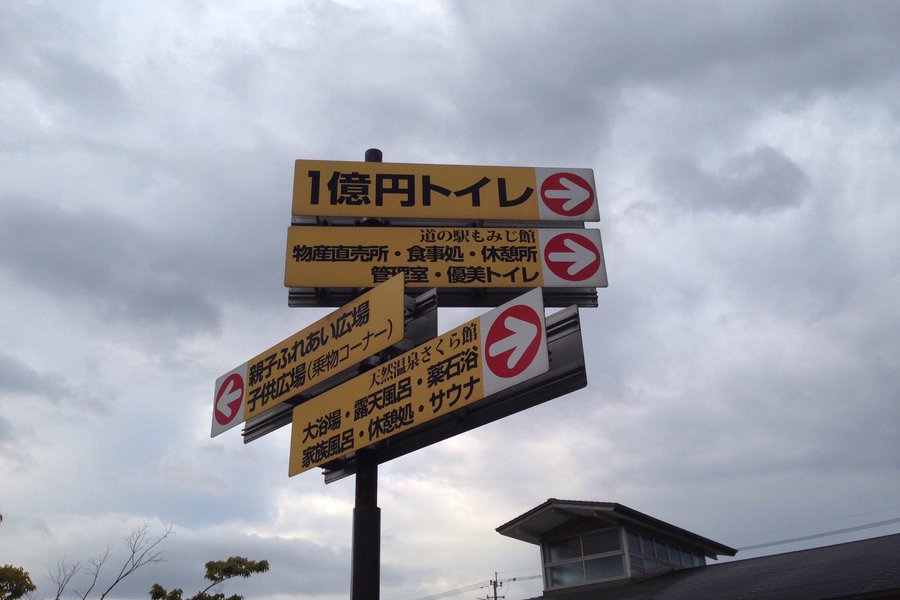 1億円トイレ
道の駅もみじ館
物産直売所・食事処・休憩所
管理室・優美トイレ
親子ふれあい広場
子供広場(乗物コーナー)
天然温泉さくら館
大浴場・露天風呂・薬石浴
家族風呂・休憩処・サウナ